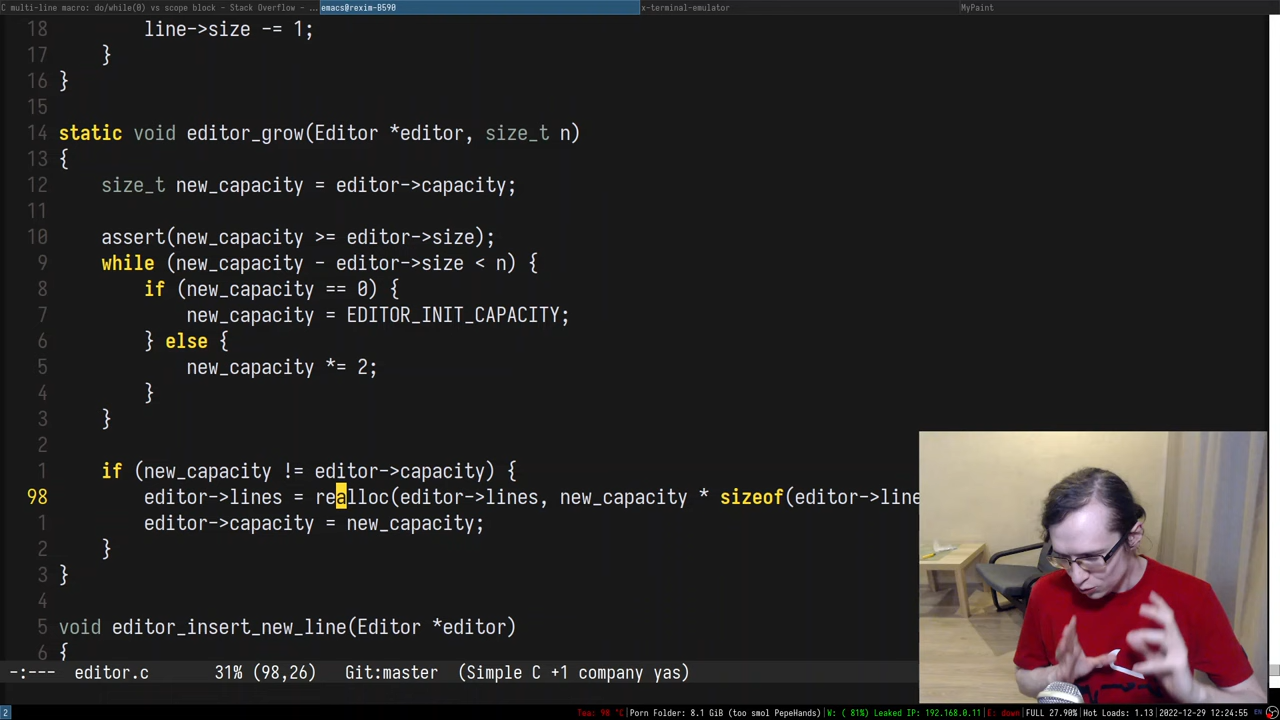 C multi-line macro: do/while(0) vs scope block - Stack Overflow - ... emacs@rexim-B590 x-terminal-emulator MyPaint
18 line->size -= 1;
17 }
16 }
15
14 static void editor_grow(Editor *editor, size_t n)
13 {
12 size_t new_capacity = editor->capacity;
11
10 assert(new_capacity >= editor->size);
9 while (new_capacity - editor->size < n) {
8 if (new_capacity == 0) {
7 new_capacity = EDITOR_INIT_CAPACITY;
6 } else {
5 new_capacity *= 2;
4 }
3 }
2
1 if (new_capacity != editor->capacity) {
98 editor->lines = realloc(editor->lines, new_capacity * sizeof(editor->line
1 editor->capacity = new_capacity;
2 }
3 }
4
5 void editor_insert_new_line(Editor *editor)
6 {
-:--- editor.c 31% (98,26) Git:master (Simple C +1 company yas)
2 Tea: 98 °C | Porn Folder: 8.1 GiB (too smol PepeHands) | W: ( 81%) Leaked IP: 192.168.0.11 | E: down | FULL 27.90% | Hot Loads: 1.13 | 2022-12-29 12:24:55 EN